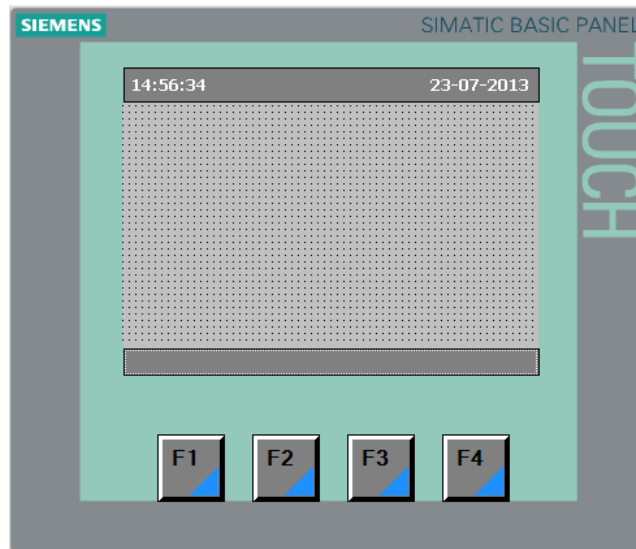 SIEMENS
SIMATIC BASIC PANEL
TOUCH
14:56:34 23-07-2013
F1 F2 F3 F4